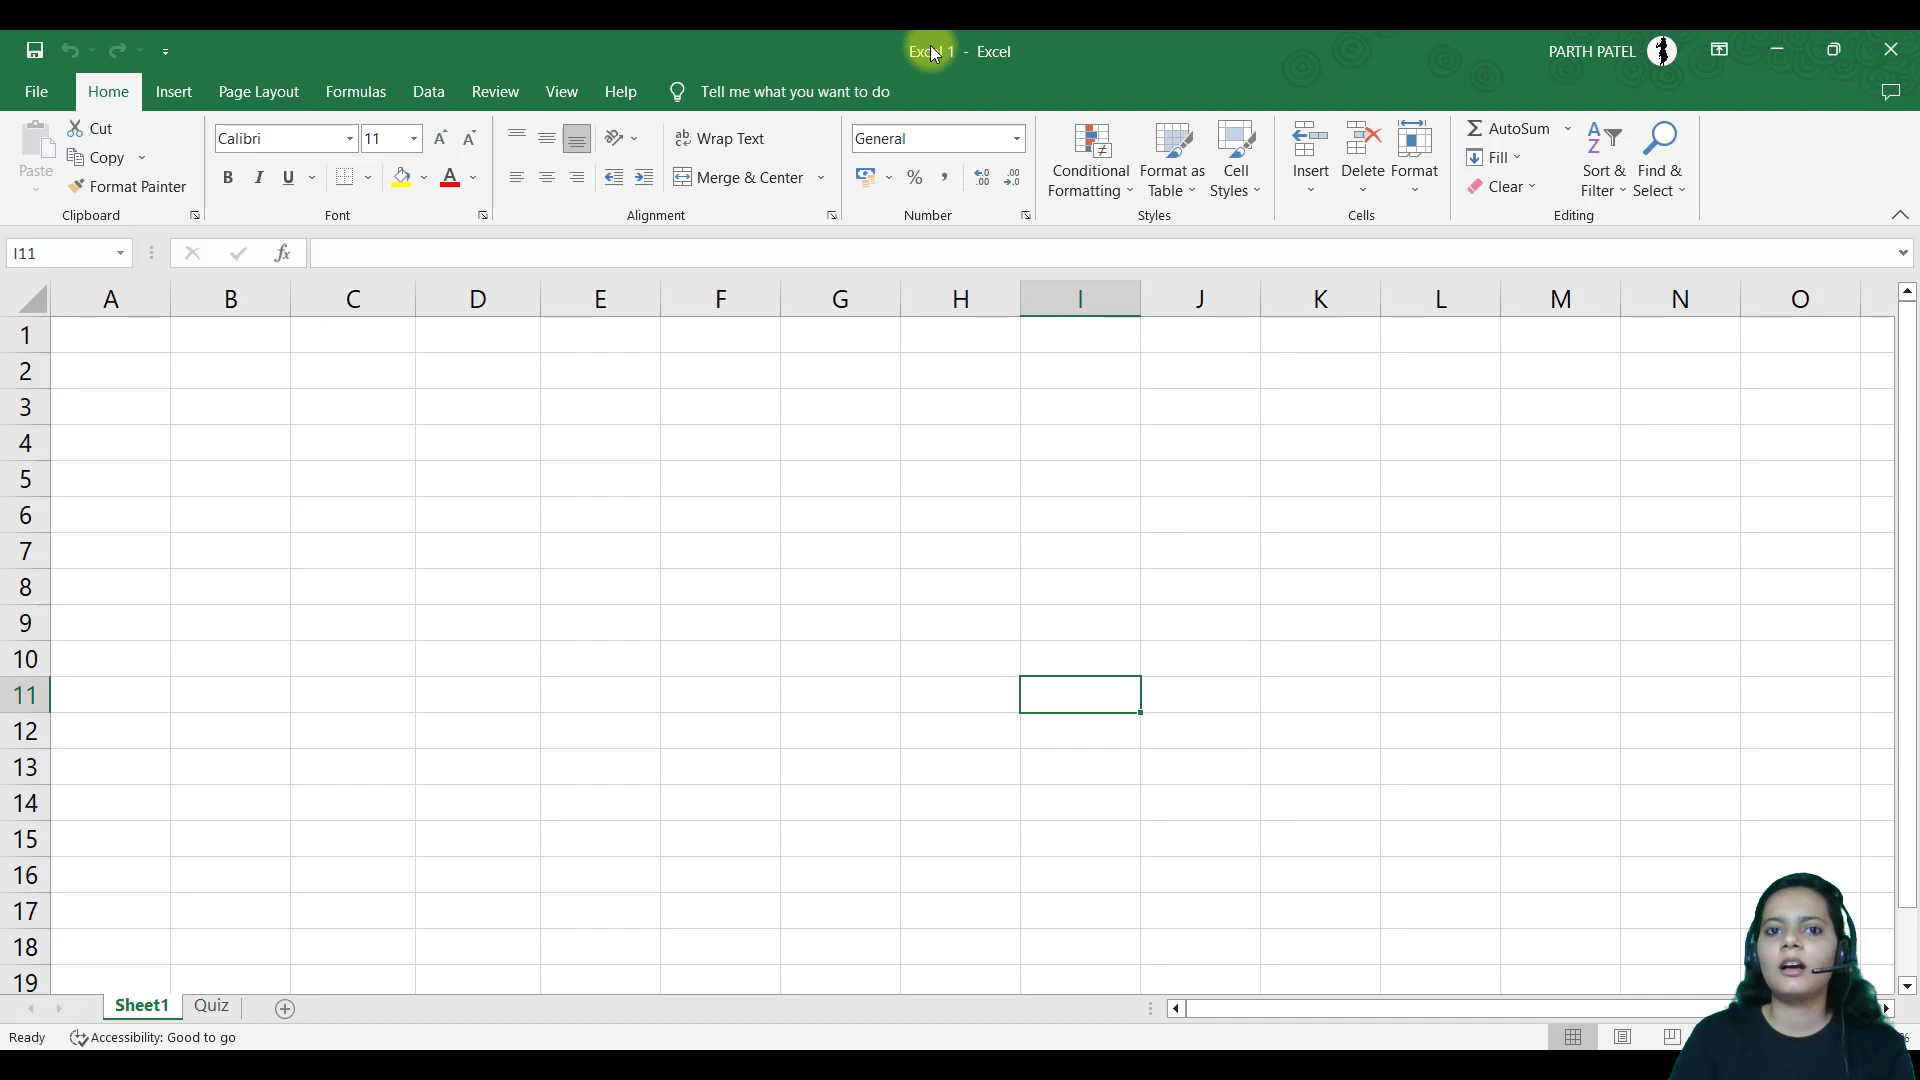 Excel 1 - Excel
PARTH PATEL
File Home Insert Page Layout Formulas Data Review View Help Tell me what you want to do
Paste
Cut
Copy
Format Painter
Clipboard
Calibri 11
B I U A
Font
ab Wrap Text
Merge & Center
Alignment
General
% ,
Number
Conditional Formatting
Format as Table
Cell Styles
Styles
Insert Delete Format
Cells
AutoSum
Fill
Clear
Sort & Filter
Find & Select
Editing
I11 fx
A B C D E F G H I J K L M N O
1
2
3
4
5
6
7
8
9
10
11
12
13
14
15
16
17
18
19
Sheet1 Quiz
Ready Accessibility: Good to go